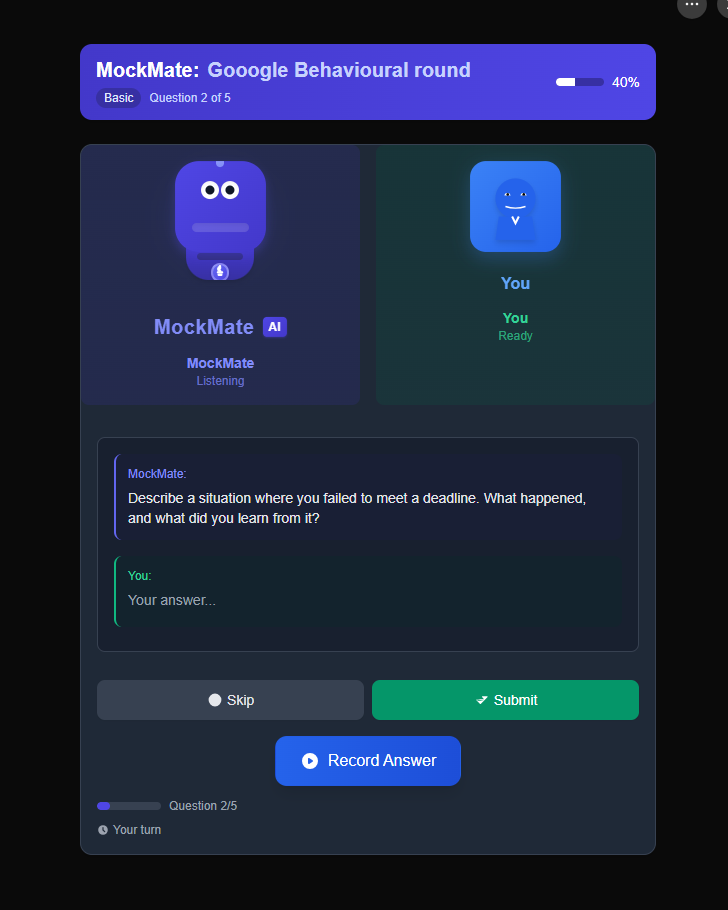 MockMate: Gooogle Behavioural round
Basic Question 2 of 5
40%
MockMate AI
MockMate
Listening
You
You
Ready
MockMate:
Describe a situation where you failed to meet a deadline. What happened,
and what did you learn from it?
You:
Your answer...
Skip
Submit
Record Answer
Question 2/5
Your turn